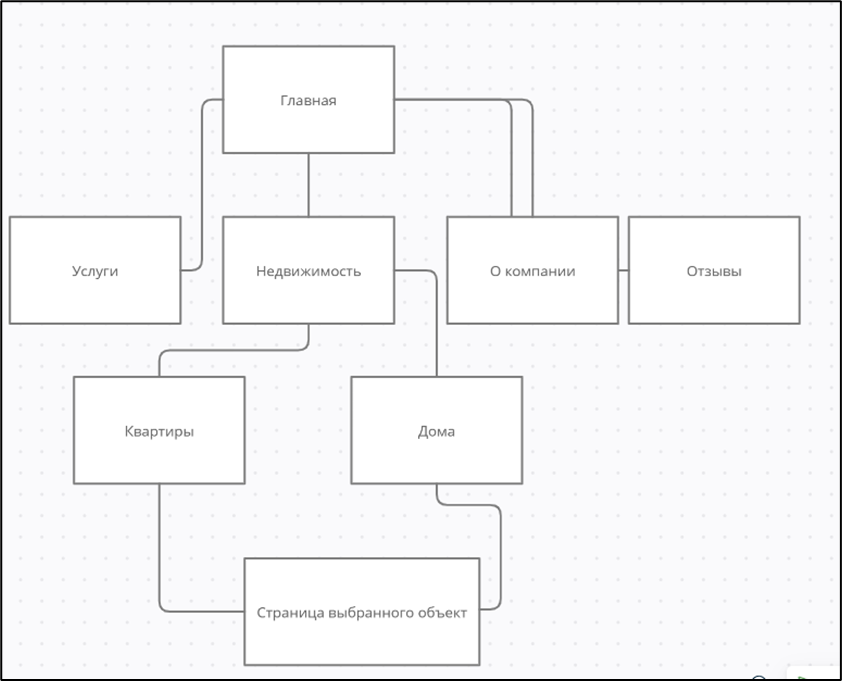 Главная
Услуги
Недвижимость
О компании
Отзывы
Квартиры
Дома
Страница выбранного объект